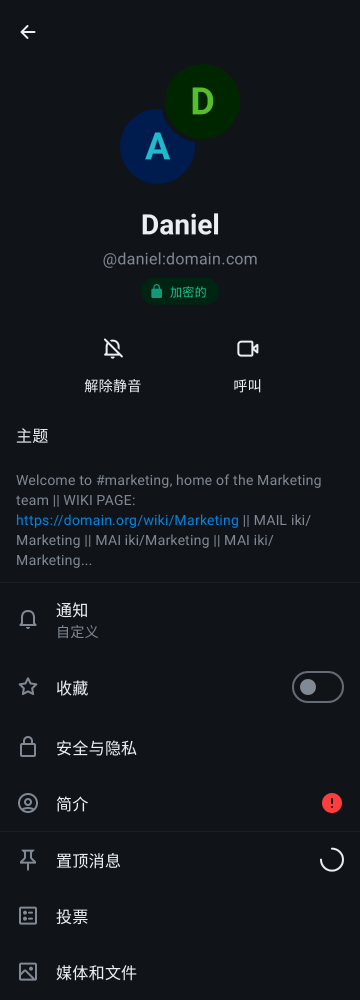 D
A
Daniel
@daniel:domain.com
加密的
解除静音
呼叫
主题
Welcome to #marketing, home of the Marketing
team || WIKI PAGE:
https://domain.org/wiki/Marketing || MAIL iki/
Marketing || MAI iki/Marketing || MAI iki/
Marketing...
通知
自定义
收藏
安全与隐私
简介
置顶消息
投票
媒体和文件